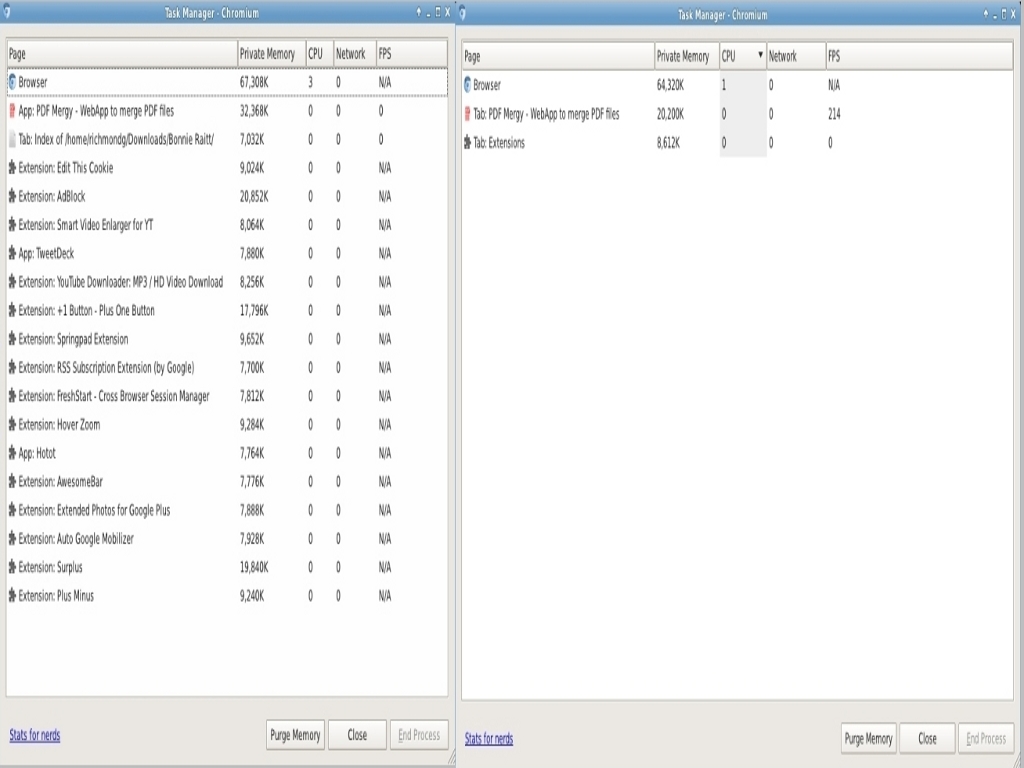 Task Manager - Chromium
Page Private Memory CPU Network FPS
Browser 67,308K 3 0 N/A
App: PDF Mergy - WebApp to merge PDF files 32,368K 0 0 0
Tab: Index of /home/richmondg/Downloads/Bonnie Raitt/ 7,032K 0 0 0
Extension: Edit This Cookie 9,024K 0 0 N/A
Extension: AdBlock 20,852K 0 0 N/A
Extension: Smart Video Enlarger for YT 8,064K 0 0 N/A
App: TweetDeck 7,880K 0 0 N/A
Extension: YouTube Downloader: MP3 / HD Video Download 8,256K 0 0 N/A
Extension: +1 Button - Plus One Button 17,796K 0 0 N/A
Extension: Springpad Extension 9,652K 0 0 N/A
Extension: RSS Subscription Extension (by Google) 7,700K 0 0 N/A
Extension: FreshStart - Cross Browser Session Manager 7,812K 0 0 N/A
Extension: Hover Zoom 9,284K 0 0 N/A
App: Hotot 7,764K 0 0 N/A
Extension: AwesomeBar 7,776K 0 0 N/A
Extension: Extended Photos for Google Plus 7,888K 0 0 N/A
Extension: Auto Google Mobilizer 7,928K 0 0 N/A
Extension: Surplus 19,840K 0 0 N/A
Extension: Plus Minus 9,240K 0 0 N/A
Stats for nerds Purge Memory Close End Process
Task Manager - Chromium
Page Private Memory CPU Network FPS
Browser 64,320K 1 0 N/A
Tab: PDF Mergy - WebApp to merge PDF files 20,200K 0 0 214
Tab: Extensions 8,612K 0 0 0
Stats for nerds Purge Memory Close End Process